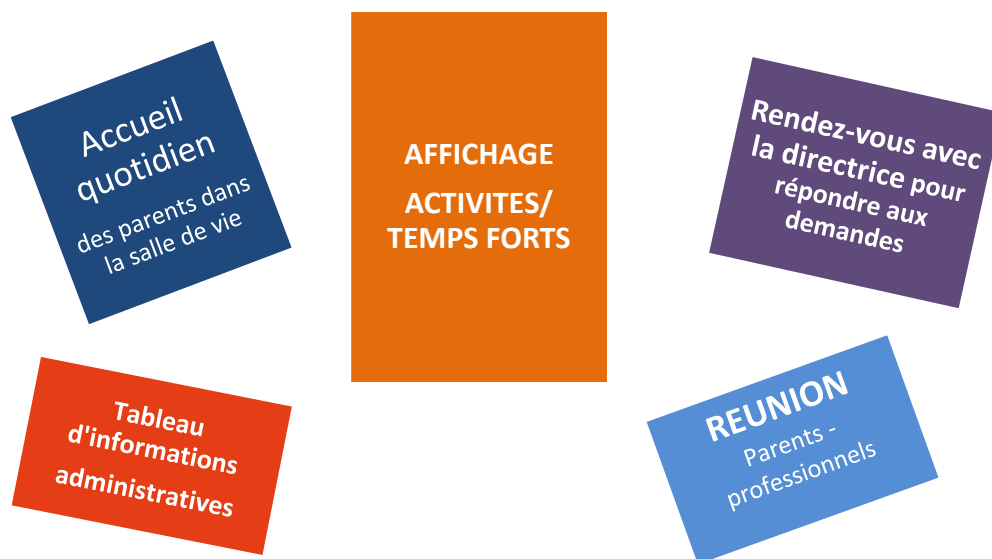 Accueil
quotidien
des parents dans
la salle de vie
AFFICHAGE
ACTIVITES/
TEMPS FORTS
Rendez-vous avec
la directrice pour
répondre aux
demandes
Tableau
d'informations
administratives
REUNION
Parents -
professionnels